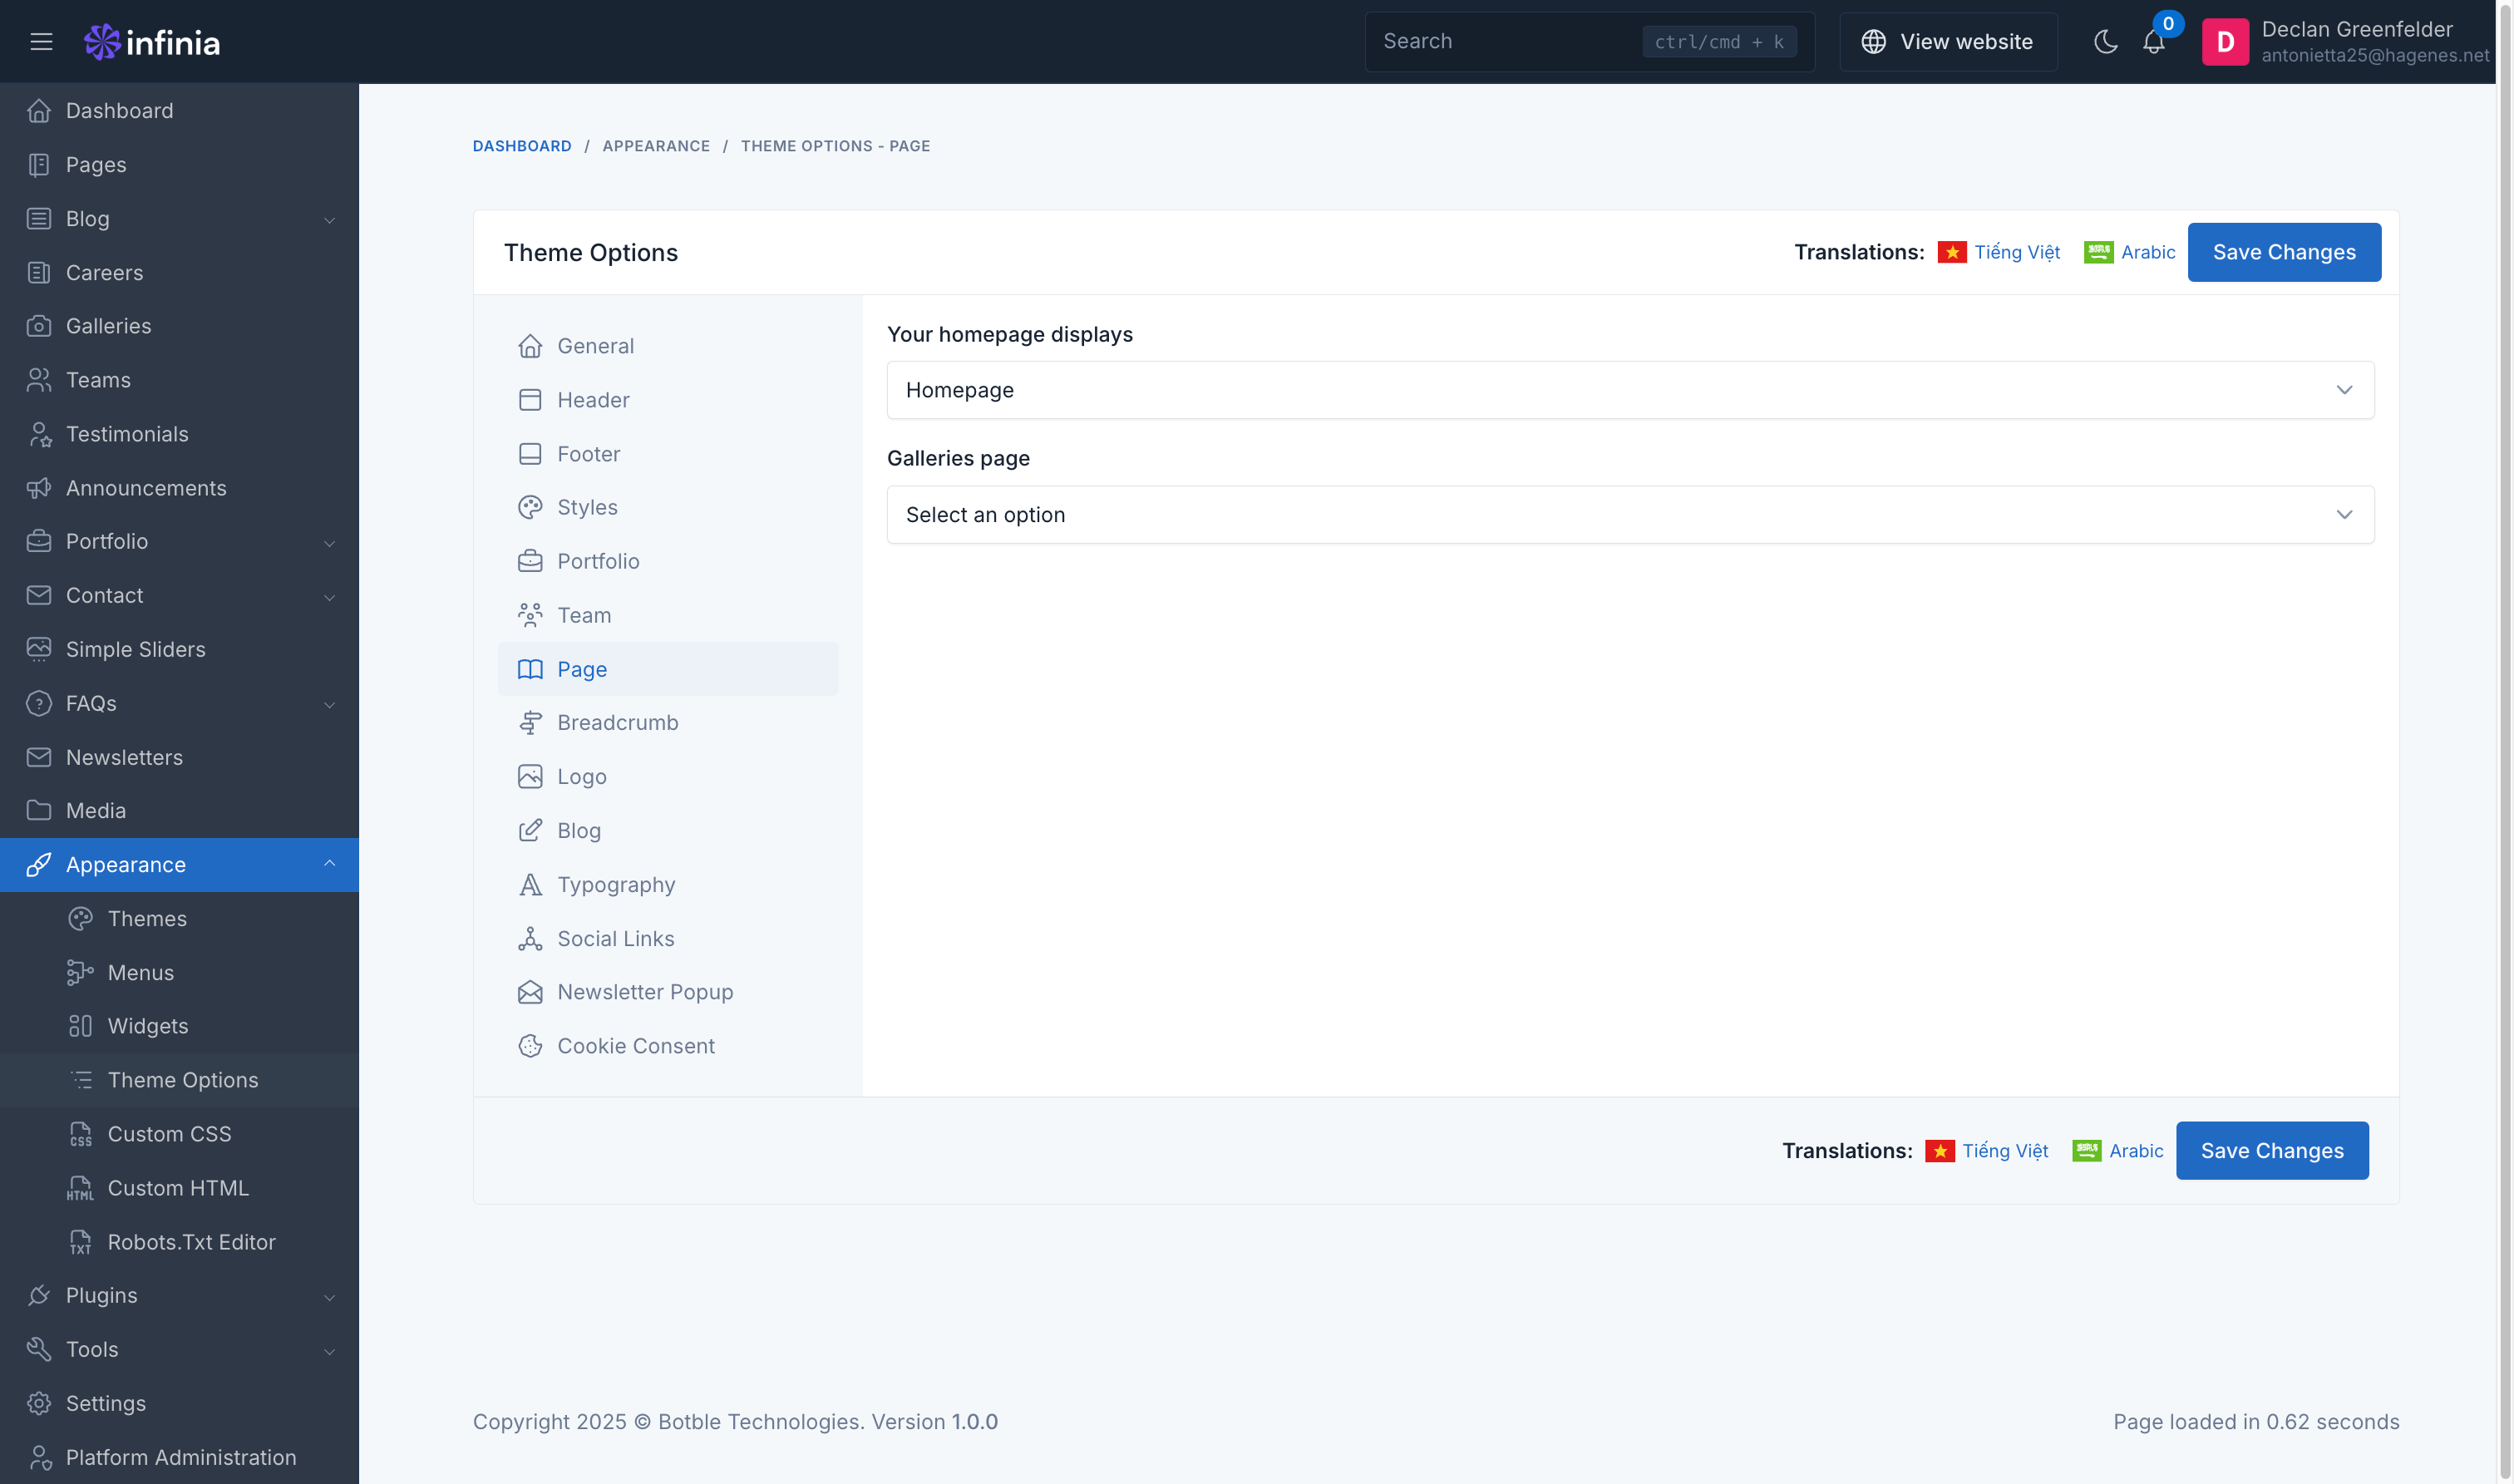 infinia
Search ctrl/cmd + k
View website
0
D
Declan Greenfelder
antonietta25@hagenes.net
Dashboard
Pages
Blog
Careers
Galleries
Teams
Testimonials
Announcements
Portfolio
Contact
Simple Sliders
FAQs
Newsletters
Media
Appearance
Themes
Menus
Widgets
Theme Options
CSS Custom CSS
HTML Custom HTML
TXT Robots.Txt Editor
Plugins
Tools
Settings
Platform Administration
DASHBOARD / APPEARANCE / THEME OPTIONS - PAGE
Theme Options
Translations: Tiếng Việt Arabic Save Changes
General
Header
Footer
Styles
Portfolio
Team
Page
Breadcrumb
Logo
Blog
Typography
Social Links
Newsletter Popup
Cookie Consent
Your homepage displays
Homepage
Galleries page
Select an option
Translations: Tiếng Việt Arabic Save Changes
Copyright 2025 © Botble Technologies. Version 1.0.0
Page loaded in 0.62 seconds